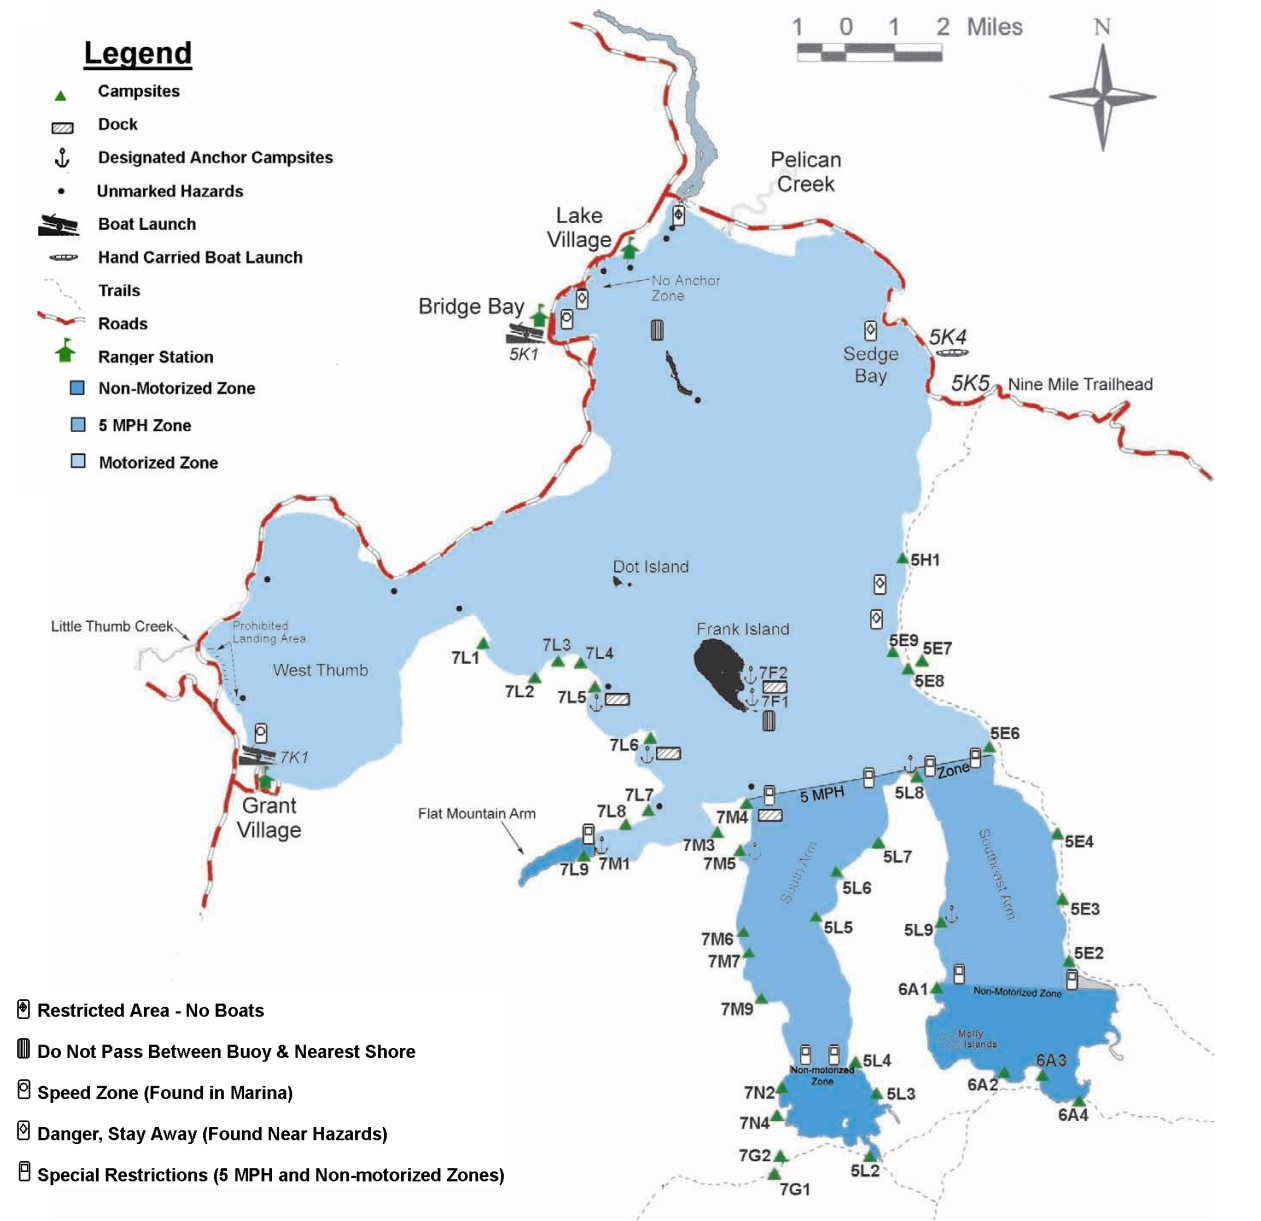 Legend
Campsites
Dock
Designated Anchor Campsites
Unmarked Hazards
Boat Launch
Hand Carried Boat Launch
Trails
Roads
Ranger Station
Non-Motorized Zone
5 MPH Zone
Motorized Zone
1 0 1 2 Miles
N
Pelican
Creek
Lake
Village
No Anchor
Zone
Bridge Bay
5K1
Sedge
Bay
5K4
5K5
Nine Mile Trailhead
5H1
Dot Island
Frank Island
7F2
7F1
5E9
5E7
5E8
5E6
Little Thumb Creek
Prohibited
Landing Area
West Thumb
7K1
Grant
Village
7L1
7L2
7L3
7L4
7L5
7L6
7L7
7L8
Flat Mountain Arm
7L9
7M1
7M3
7M4
7M5
5 MPH
Zone
5L8
5L7
5L6
5L5
South Arm
Southeast Arm
5E4
5E3
5E2
5L9
6A1
7M6
7M7
7M9
Non-Motorized Zone
Molly
Islands
6A2
6A3
6A4
Non-motorized
Zone
5L4
5L3
5L2
7N2
7N4
7G2
7G1
Restricted Area - No Boats
Do Not Pass Between Buoy & Nearest Shore
Speed Zone (Found in Marina)
Danger, Stay Away (Found Near Hazards)
Special Restrictions (5 MPH and Non-motorized Zones)